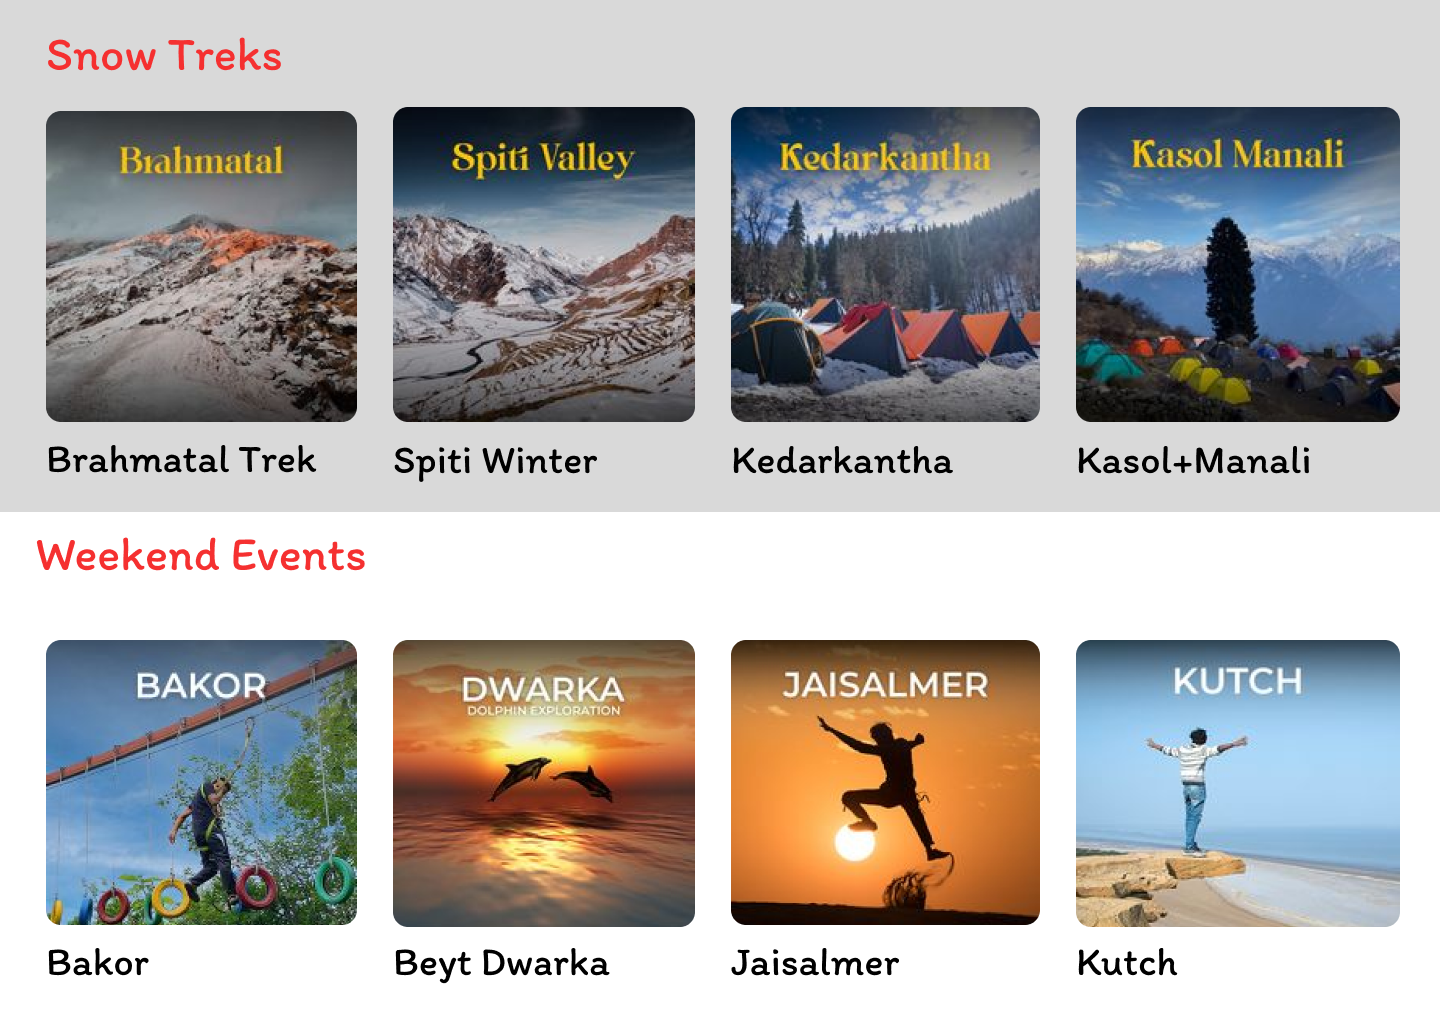 Snow Treks
Brahmatal
Spiti Valley
Kedarkantha
Kasol Manali
Brahmatal Trek
Spiti Winter
Kedarkantha
Kasol+Manali
Weekend Events
BAKOR
DWARKA
DOLPHIN EXPLORATION
JAISALMER
KUTCH
Bakor
Beyt Dwarka
Jaisalmer
Kutch